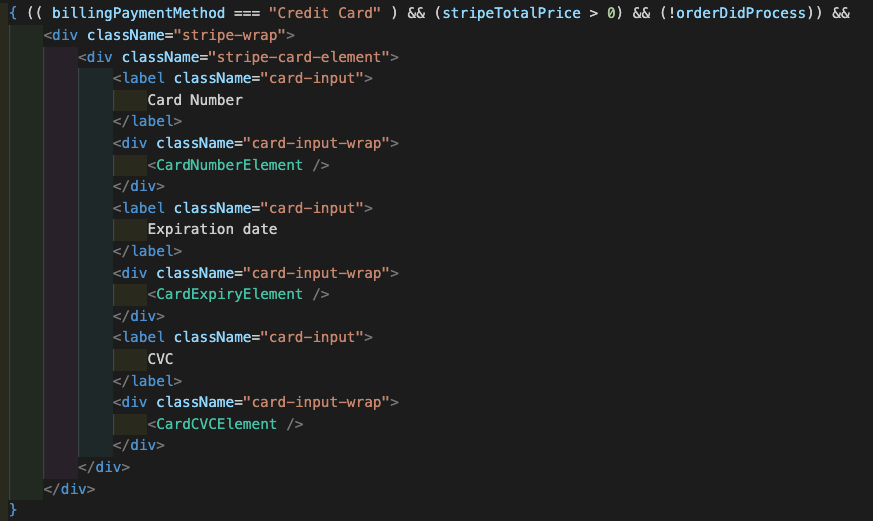 { (( billingPaymentMethod === "Credit Card" ) && (stripeTotalPrice > 0) && (!orderDidProcess)) &&
    <div className="stripe-wrap">
        <div className="stripe-card-element">
            <label className="card-input">
                Card Number
            </label>
            <div className="card-input-wrap">
                <CardNumberElement />
            </div>
            <label className="card-input">
                Expiration date
            </label>
            <div className="card-input-wrap">
                <CardExpiryElement />
            </div>
            <label className="card-input">
                CVC
            </label>
            <div className="card-input-wrap">
                <CardCVCElement />
            </div>
        </div>
    </div>
}